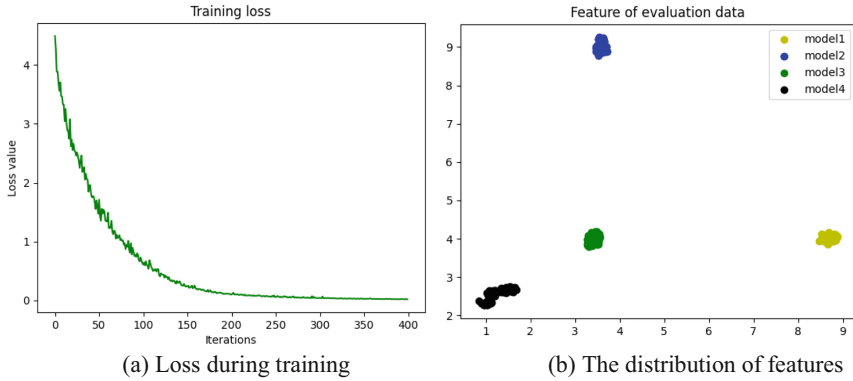 Training loss
Loss value
4
3
2
1
0
0 50 100 150 200 250 300 350 400
Iterations
(a) Loss during training
Feature of evaluation data
9
8
7
6
5
4
3
2
1 2 3 4 5 6 7 8 9
model1
model2
model3
model4
(b) The distribution of features